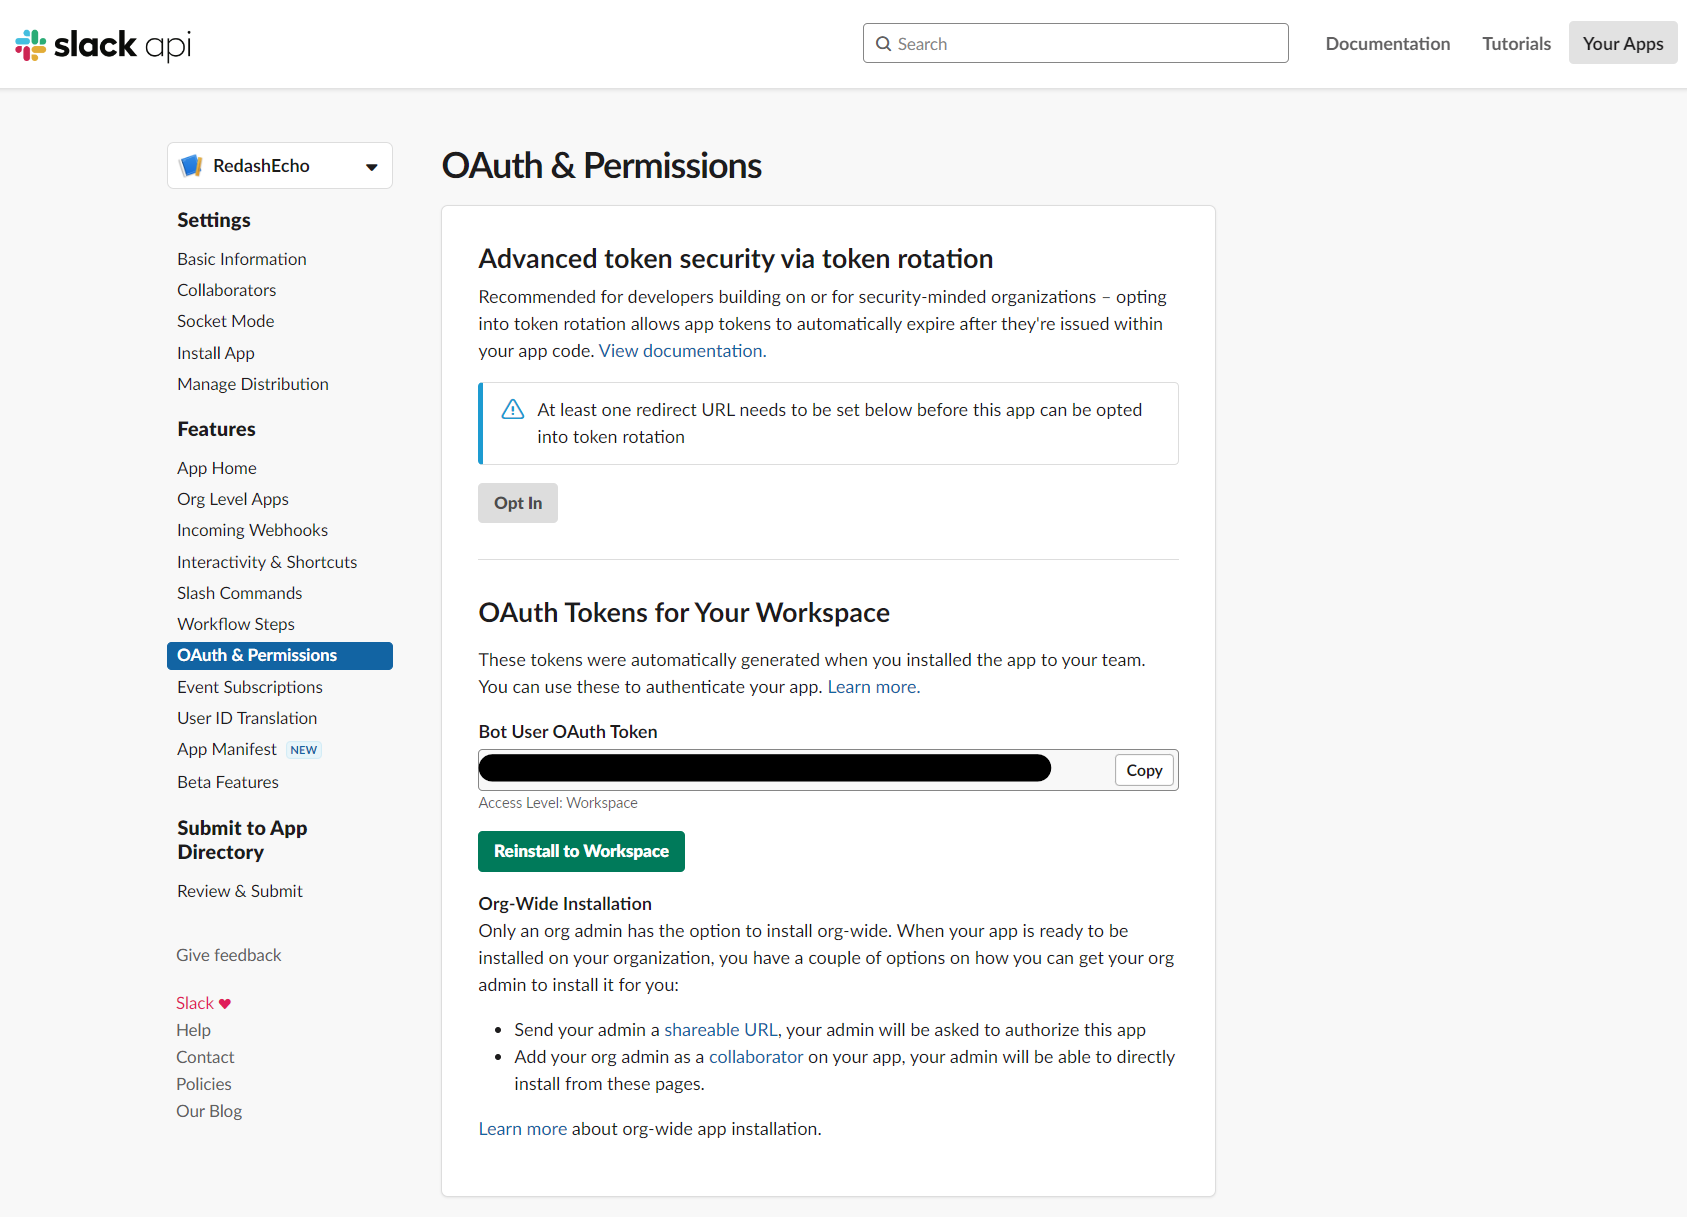 slack api
Search
Documentation
Tutorials
Your Apps
RedashEcho
Settings
Basic Information
Collaborators
Socket Mode
Install App
Manage Distribution
Features
App Home
Org Level Apps
Incoming Webhooks
Interactivity & Shortcuts
Slash Commands
Workflow Steps
OAuth & Permissions
Event Subscriptions
User ID Translation
App Manifest NEW
Beta Features
Submit to App
Directory
Review & Submit
Give feedback
Slack ♥
Help
Contact
Policies
Our Blog
OAuth & Permissions
Advanced token security via token rotation
Recommended for developers building on or for security-minded organizations – opting
into token rotation allows app tokens to automatically expire after they're issued within
your app code. View documentation.
At least one redirect URL needs to be set below before this app can be opted
into token rotation
Opt In
OAuth Tokens for Your Workspace
These tokens were automatically generated when you installed the app to your team.
You can use these to authenticate your app. Learn more.
Bot User OAuth Token
Copy
Access Level: Workspace
Reinstall to Workspace
Org-Wide Installation
Only an org admin has the option to install org-wide. When your app is ready to be
installed on your organization, you have a couple of options on how you can get your org
admin to install it for you:
• Send your admin a shareable URL, your admin will be asked to authorize this app
• Add your org admin as a collaborator on your app, your admin will be able to directly
install from these pages.
Learn more about org-wide app installation.